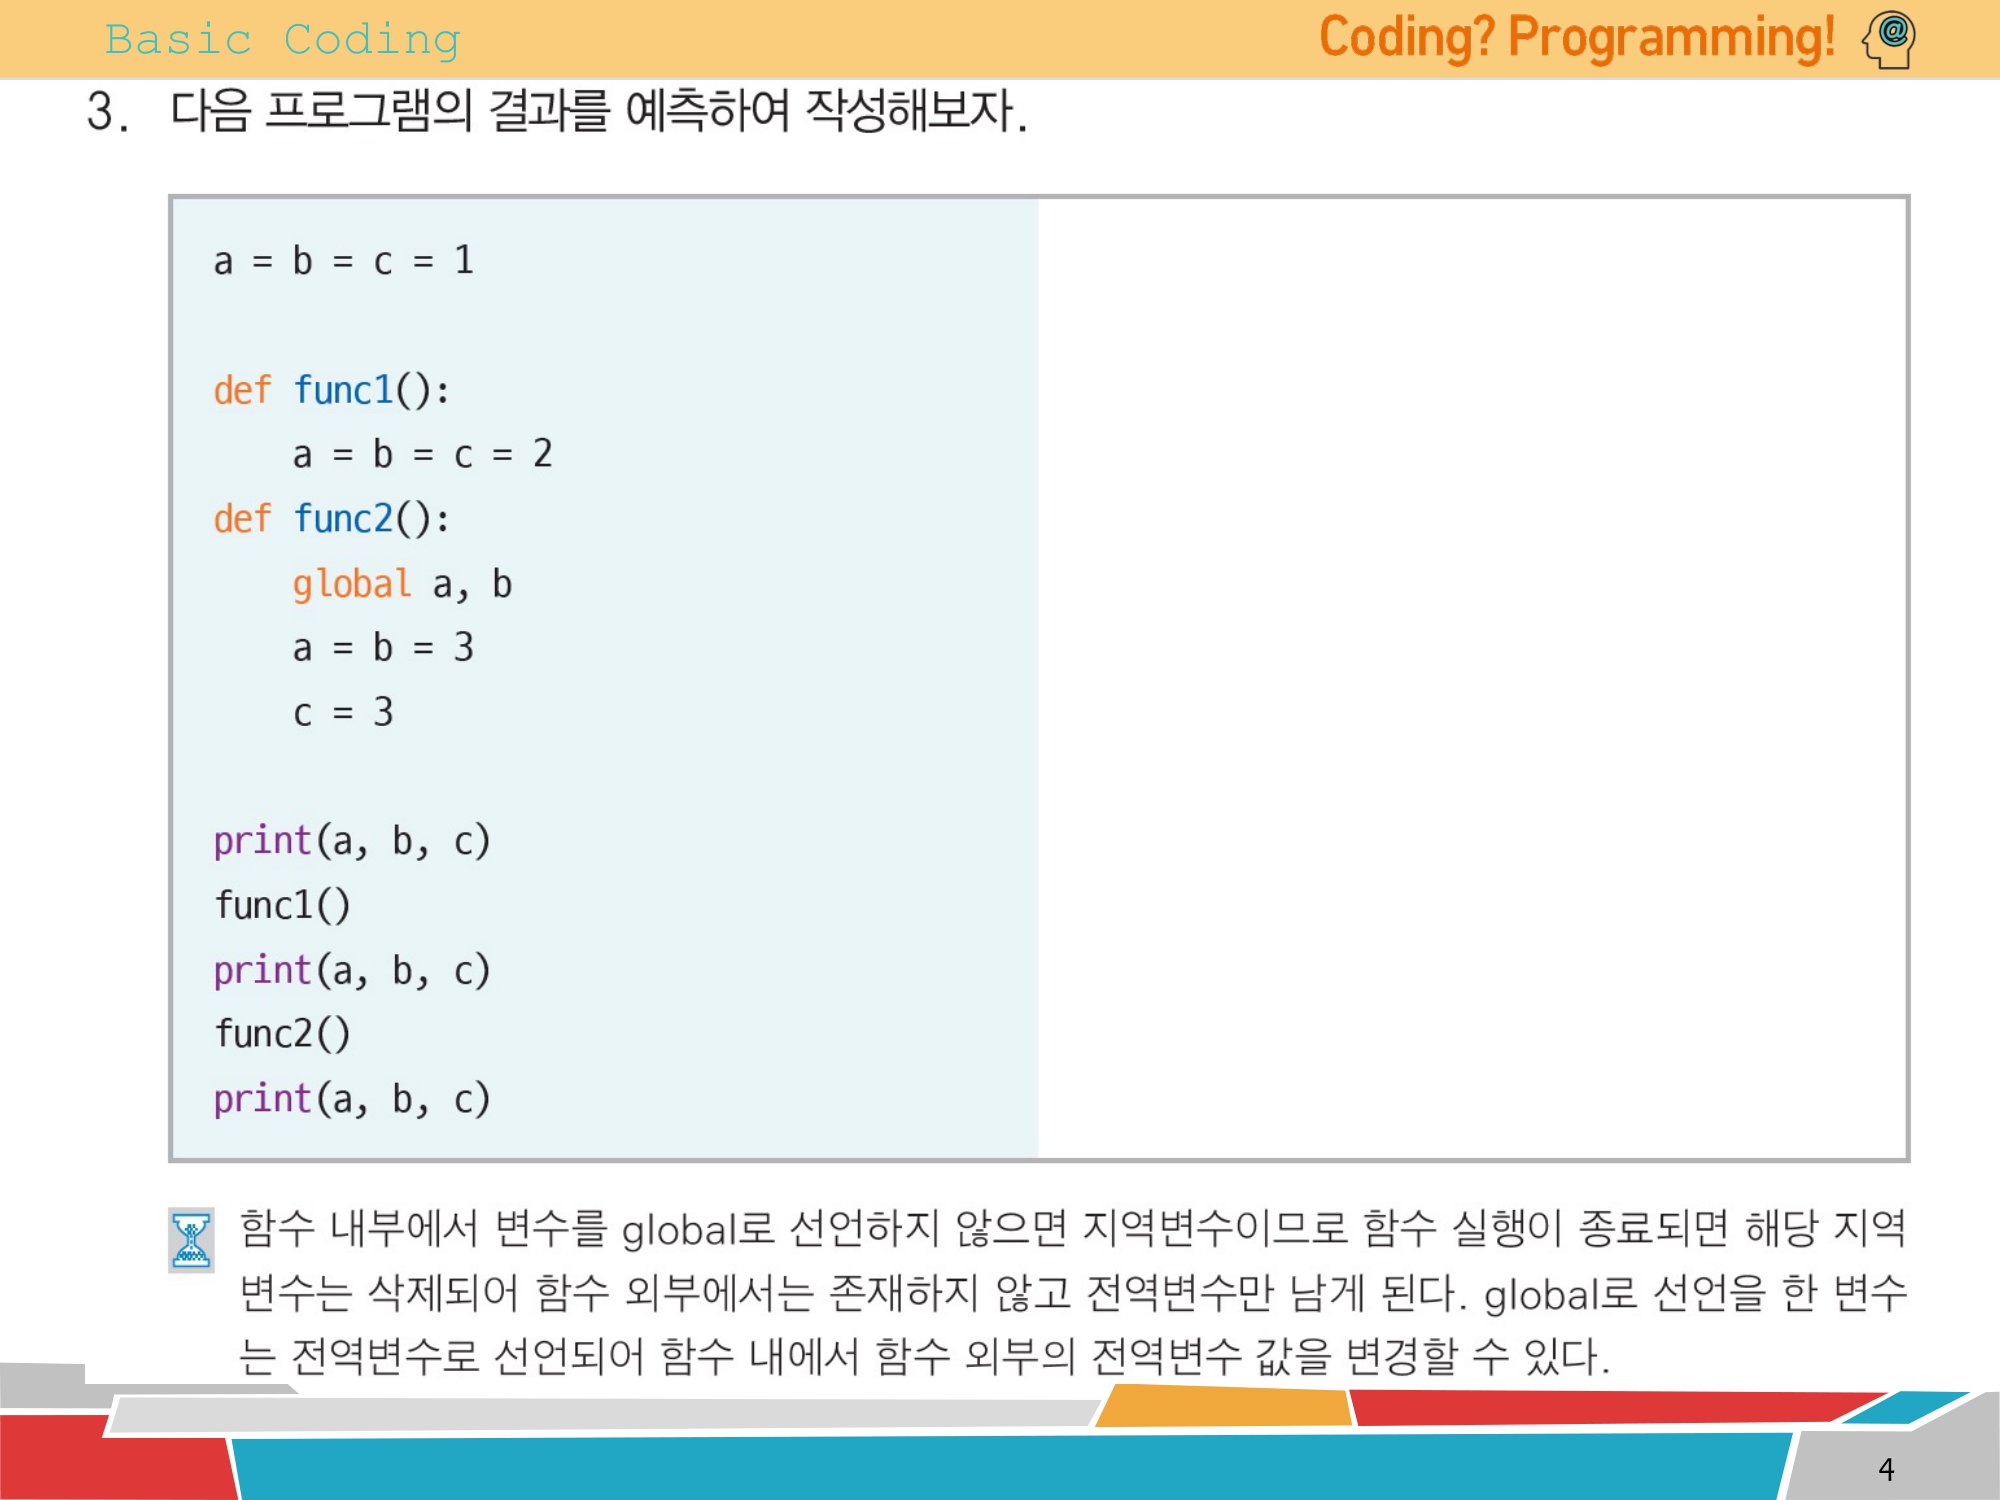 Basic Coding
Coding? Programming!
@
3. 다음 프로그램의 결과를 예측하여 작성해보자.
a = b = c = 1
def func1():
    a = b = c = 2
def func2():
    global a, b
    a = b = 3
    c = 3
print(a, b, c)
func1()
print(a, b, c)
func2()
print(a, b, c)
함수 내부에서 변수를 global로 선언하지 않으면 지역변수이므로 함수 실행이 종료되면 해당 지역
변수는 삭제되어 함수 외부에서는 존재하지 않고 전역변수만 남게 된다. global로 선언을 한 변수
는 전역변수로 선언되어 함수 내에서 함수 외부의 전역변수 값을 변경할 수 있다.
4